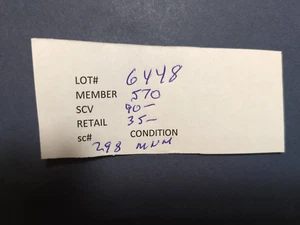 LOT# 6448
MEMBER 570
SCV 90-
RETAIL 35-
sc# CONDITION
298 MNM